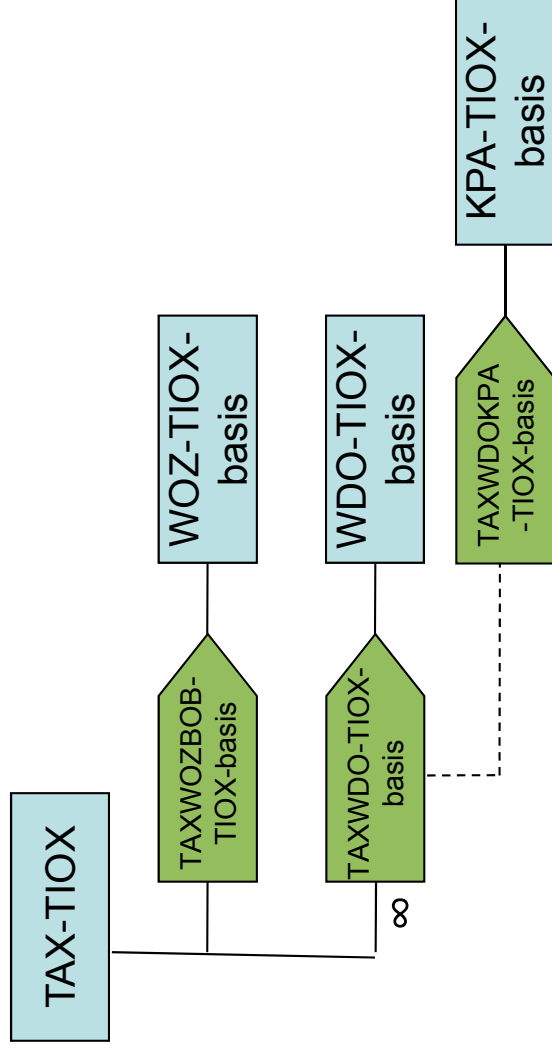 TAX-TIOX
TAXWOZBOB-
TIOX-basis
WOZ-TIOX-
basis
∞
TAXWDO-TIOX-
basis
WDO-TIOX-
basis
TAXWDOKPA
-TIOX-basis
KPA-TIOX-
basis